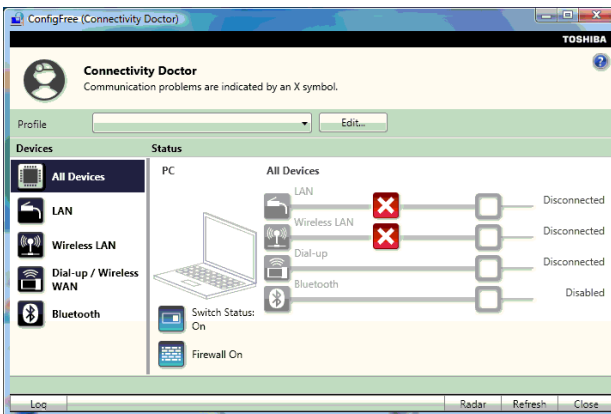 ConfigFree (Connectivity Doctor)
TOSHIBA
Connectivity Doctor
Communication problems are indicated by an X symbol.
Profile
Edit...
Devices
Status
All Devices
LAN
Wireless LAN
Dial-up / Wireless
WAN
Bluetooth
PC
Switch Status:
On
Firewall On
All Devices
LAN
Disconnected
Wireless LAN
Disconnected
Dial-up
Disconnected
Bluetooth
Disabled
Log
Radar
Refresh
Close